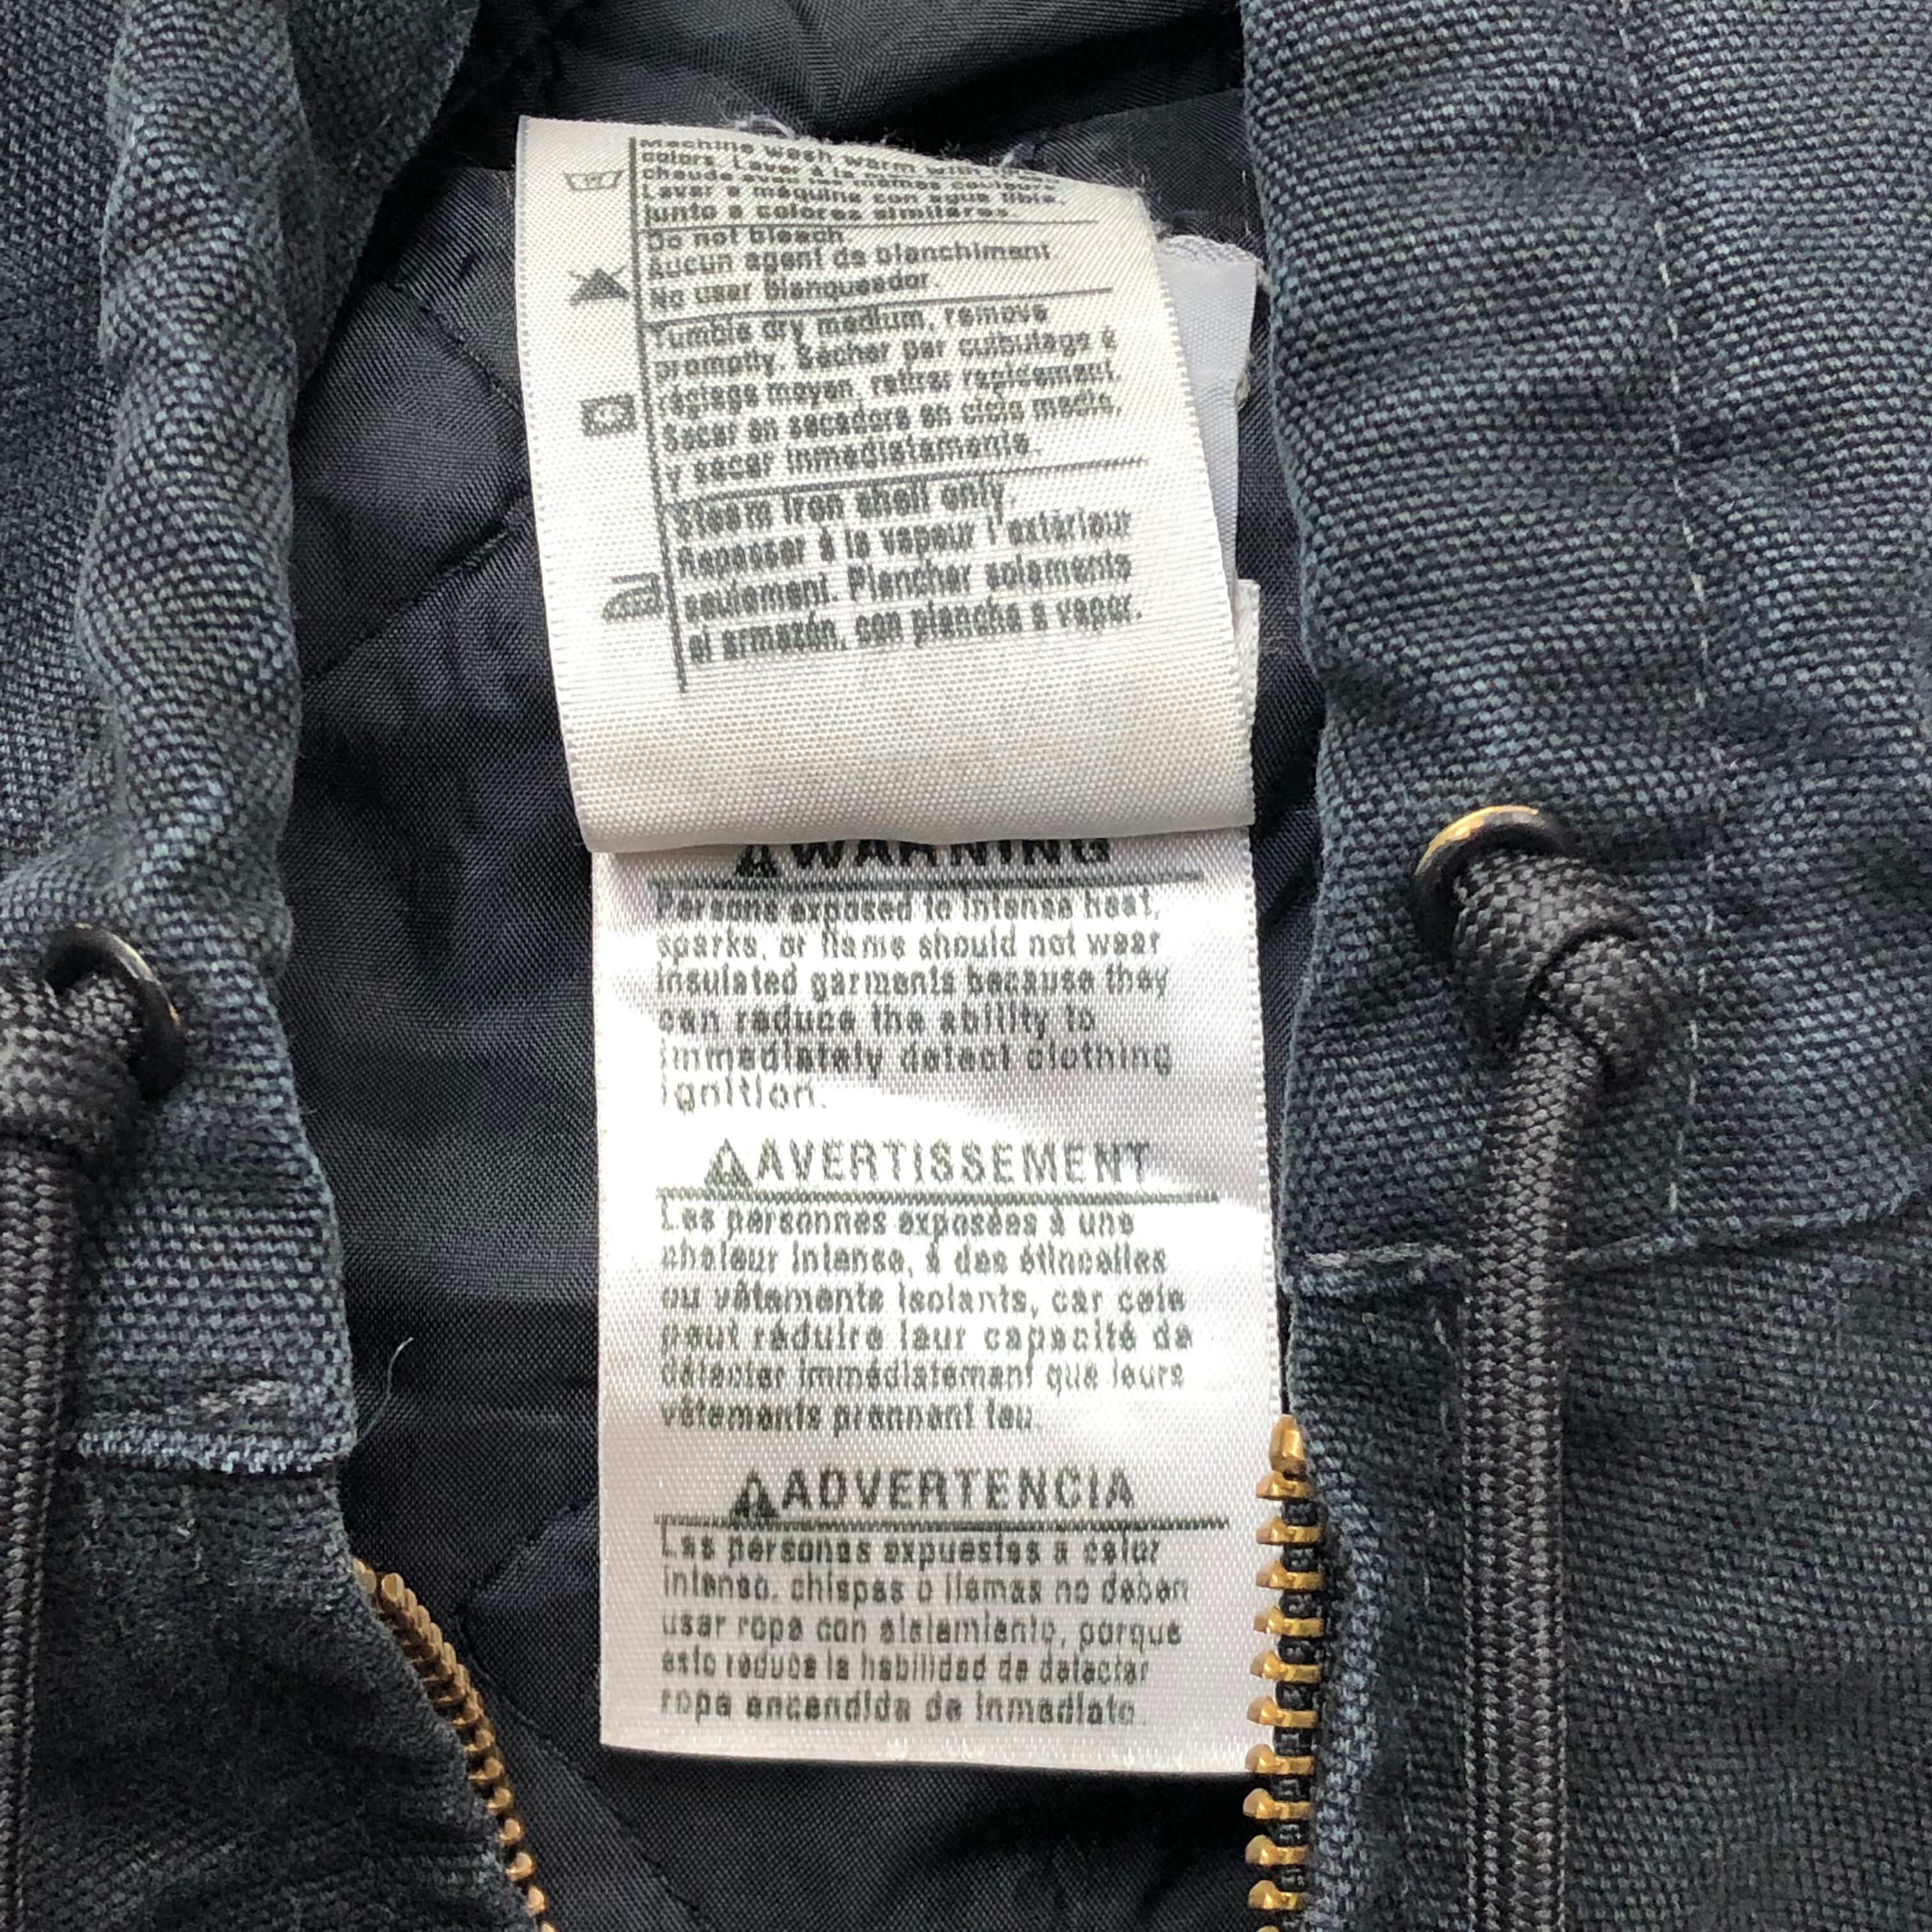 Machine wash warm with like
colors. Laver à la mêmes couleurs
Lavar a máquina con agua tibia,
junto a colores similares.
Do not bleach
Aucun agent de blanchiment
No usar blanqueador.
Tumble dry medium, remove
promptly. Sécher par culbutage à
réglage moyen, retirer rapidement.
Secar en secadora en ciclo medio,
y sacar inmediatamente.
Steam iron shell only.
Repasser à la vapeur l'extérieur
seulement. Planchar solamente
el armazón, con plancha a vapor.
WARNING
Persons exposed to intense heat,
sparks, or flame should not wear
insulated garments because they
can reduce the ability to
immediately detect clothing
ignition.
AVERTISSEMENT
Les personnes exposées à une
chaleur intense, à des étincelles
ou vêtements isolants, car cela
peut réduire leur capacité de
détecter immédiatement que leurs
vêtements prennent feu.
ADVERTENCIA
Las personas expuestas a calor
intenso, chispas o llamas no deben
usar ropa con aislamiento, porque
esto reduce la habilidad de detectar
ropa encendida de inmediato.